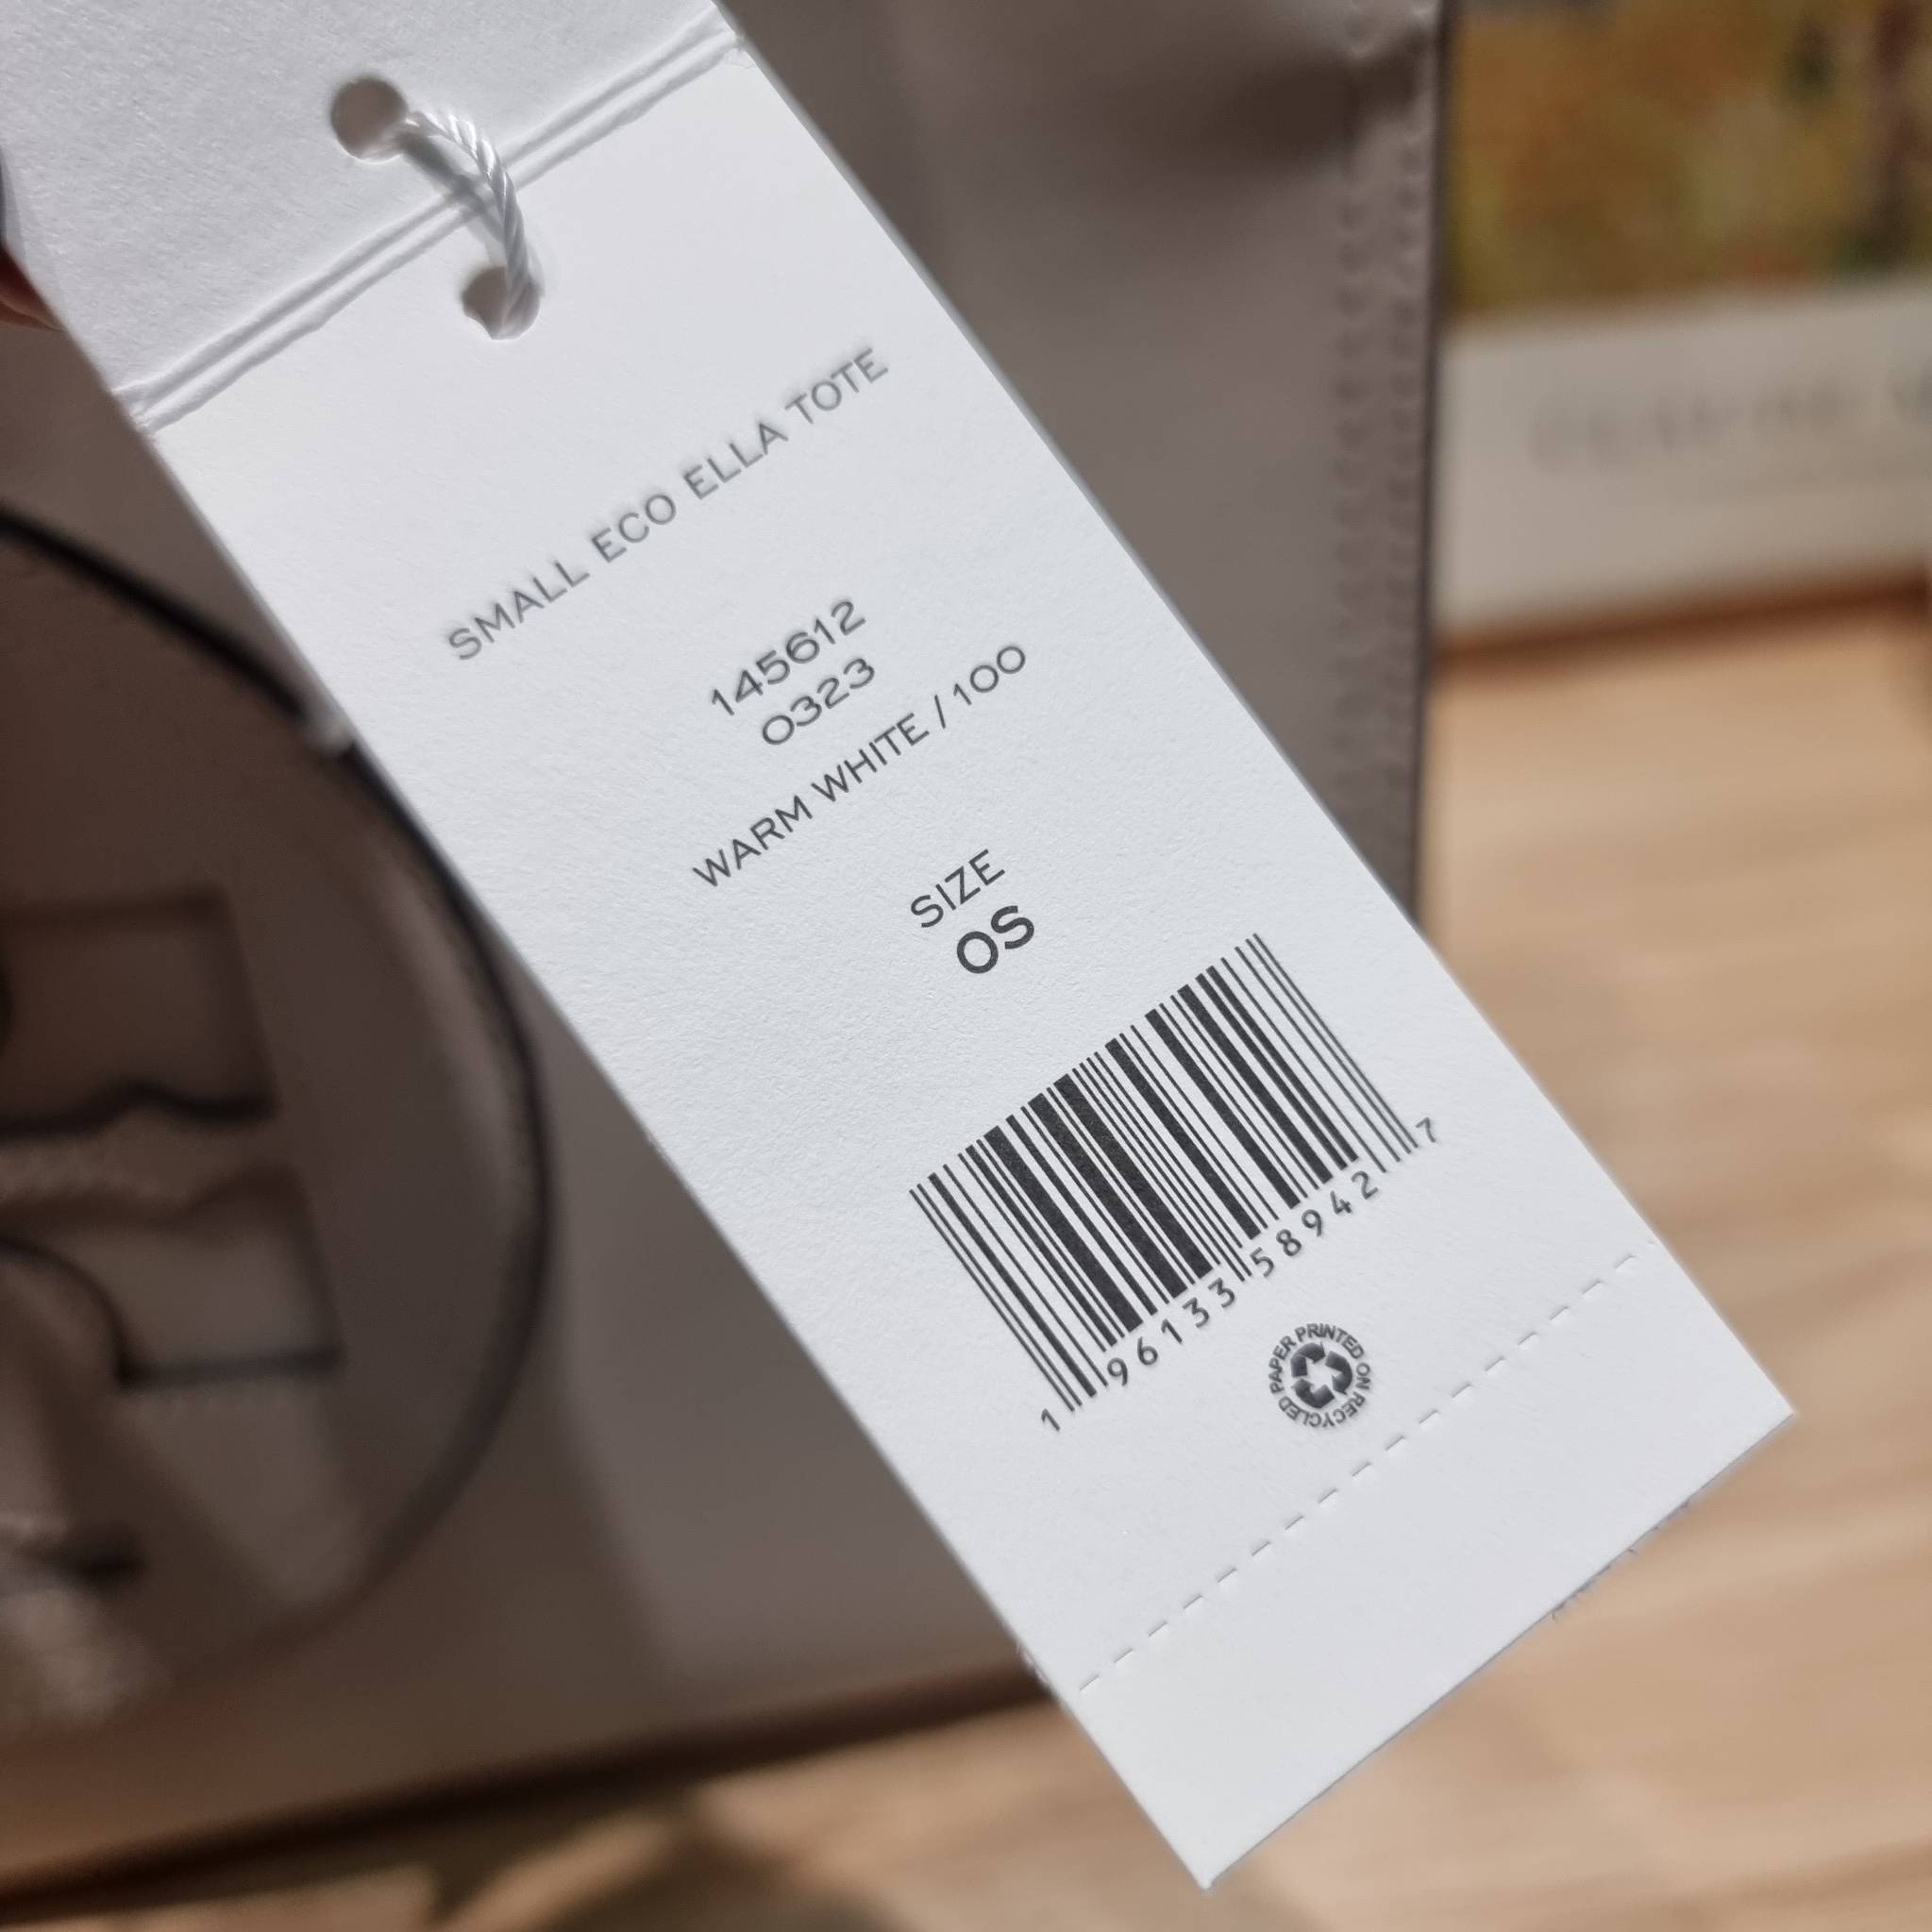 SMALL ECO ELLA TOTE
145612
0323
WARM WHITE / 100
SIZE
OS
1 96133 58942 7
RECYCLED PAPER PRINTED ON